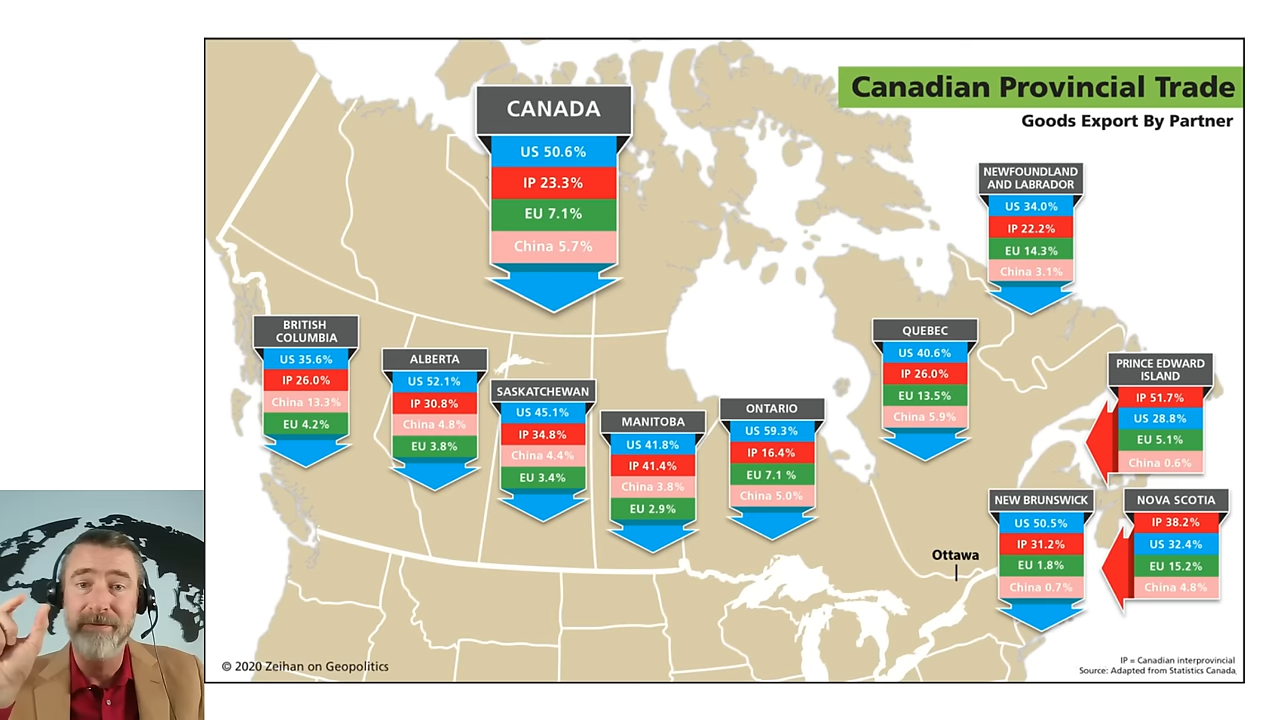 Canadian Provincial Trade
Goods Export By Partner
CANADA
US 50.6%
IP 23.3%
EU 7.1%
China 5.7%
NEWFOUNDLAND
AND LABRADOR
US 34.0%
IP 22.2%
EU 14.3%
China 3.1%
BRITISH
COLUMBIA
US 35.6%
IP 26.0%
China 13.3%
EU 4.2%
ALBERTA
US 52.1%
IP 30.8%
China 4.8%
EU 3.8%
SASKATCHEWAN
US 45.1%
IP 34.8%
China 4.4%
EU 3.4%
MANITOBA
US 41.8%
IP 41.4%
China 3.8%
EU 2.9%
ONTARIO
US 59.3%
IP 16.4%
EU 7.1 %
China 5.0%
QUEBEC
US 40.6%
IP 26.0%
EU 13.5%
China 5.9%
PRINCE EDWARD
ISLAND
IP 51.7%
US 28.8%
EU 5.1%
China 0.6%
NEW BRUNSWICK
US 50.5%
IP 31.2%
EU 1.8%
China 0.7%
NOVA SCOTIA
IP 38.2%
US 32.4%
EU 15.2%
China 4.8%
Ottawa
© 2020 Zeihan on Geopolitics
IP = Canadian interprovincial
Source: Adapted from Statistics Canada,